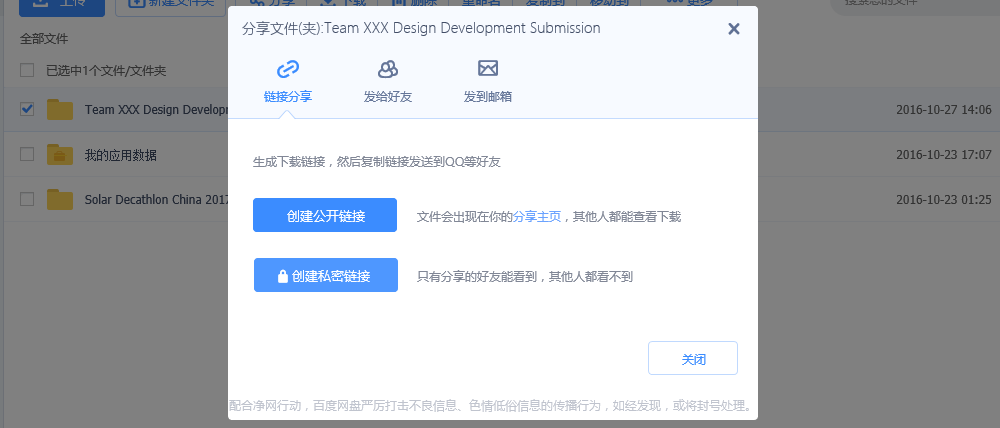 上传 新建文件夹 分享 下载 删除 重命名 复制到 移动到 ••• 更多 搜索您的文件
全部文件
已选中1个文件/文件夹
Team XXX Design Develop 2016-10-27 14:06
我的应用数据 2016-10-23 17:07
Solar Decathlon China 2017 2016-10-23 01:25
分享文件(夹):Team XXX Design Development Submission
链接分享 发给好友 发到邮箱
生成下载链接，然后复制链接发送到QQ等好友
创建公开链接 文件会出现在你的分享主页，其他人都能查看下载
创建私密链接 只有分享的好友能看到，其他人都看不到
关闭
配合净网行动，百度网盘严厉打击不良信息、色情低俗信息的传播行为，如经发现，或将封号处理。